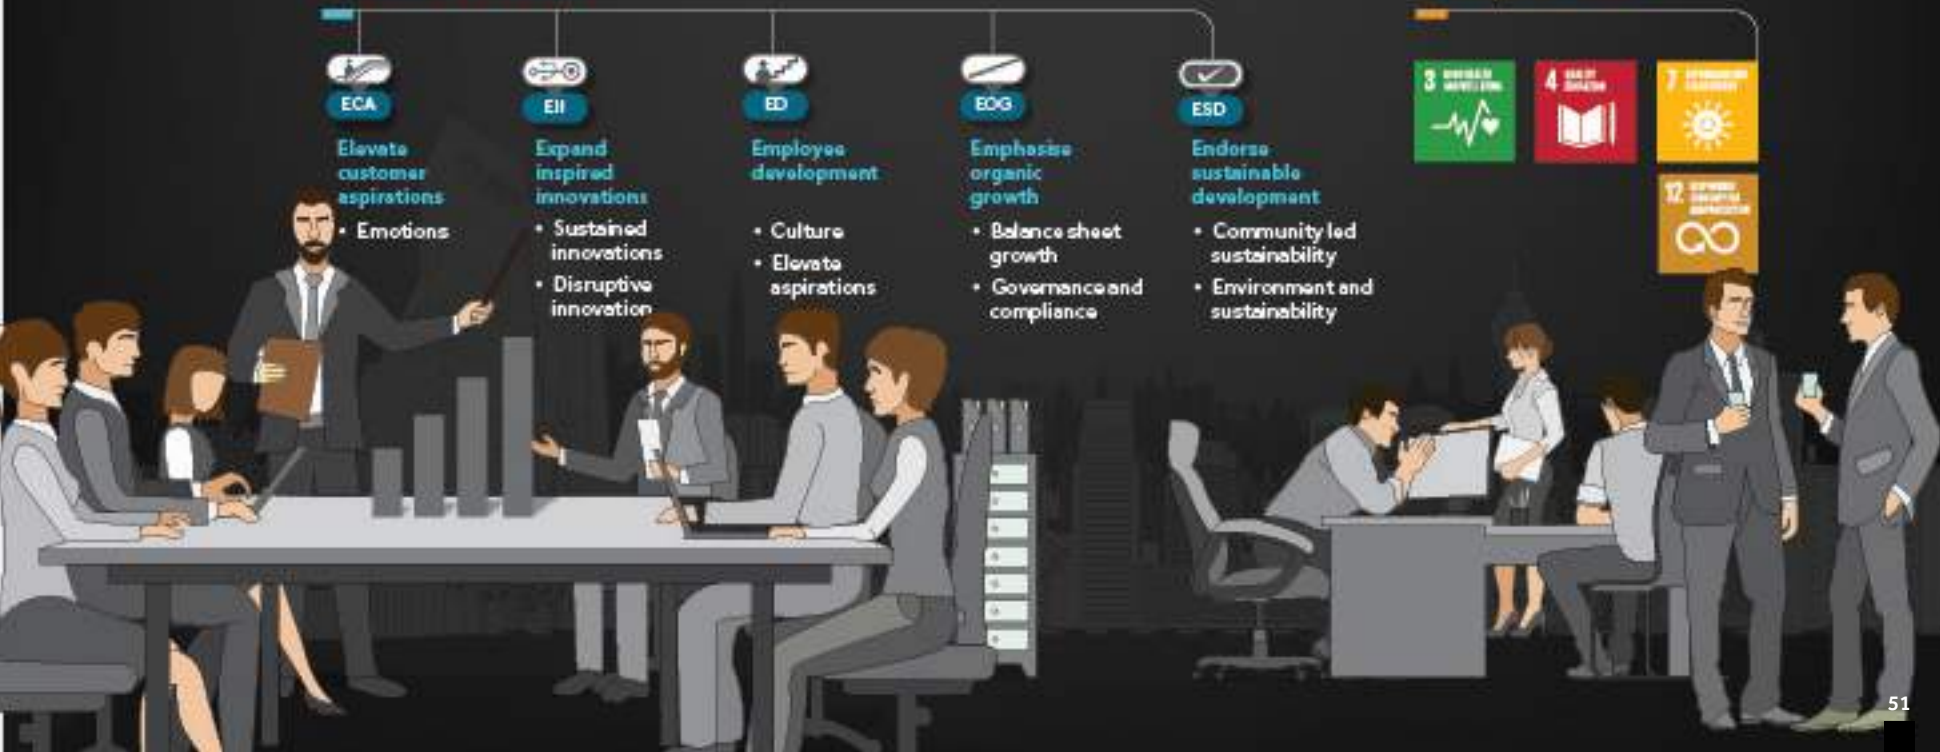 ECA
Elevate
customer
aspirations
• Emotions
EII
Expand
inspired
innovations
• Sustained
innovations
• Disruptive
innovation
ED
Employee
development
• Culture
• Elevate
aspirations
EOG
Emphasise
organic
growth
• Balance sheet
growth
• Governance and
compliance
ESD
Endorse
sustainable
development
• Community led
sustainability
• Environment and
sustainability
3
4 QUALITY
EDUCATION
7
12
51